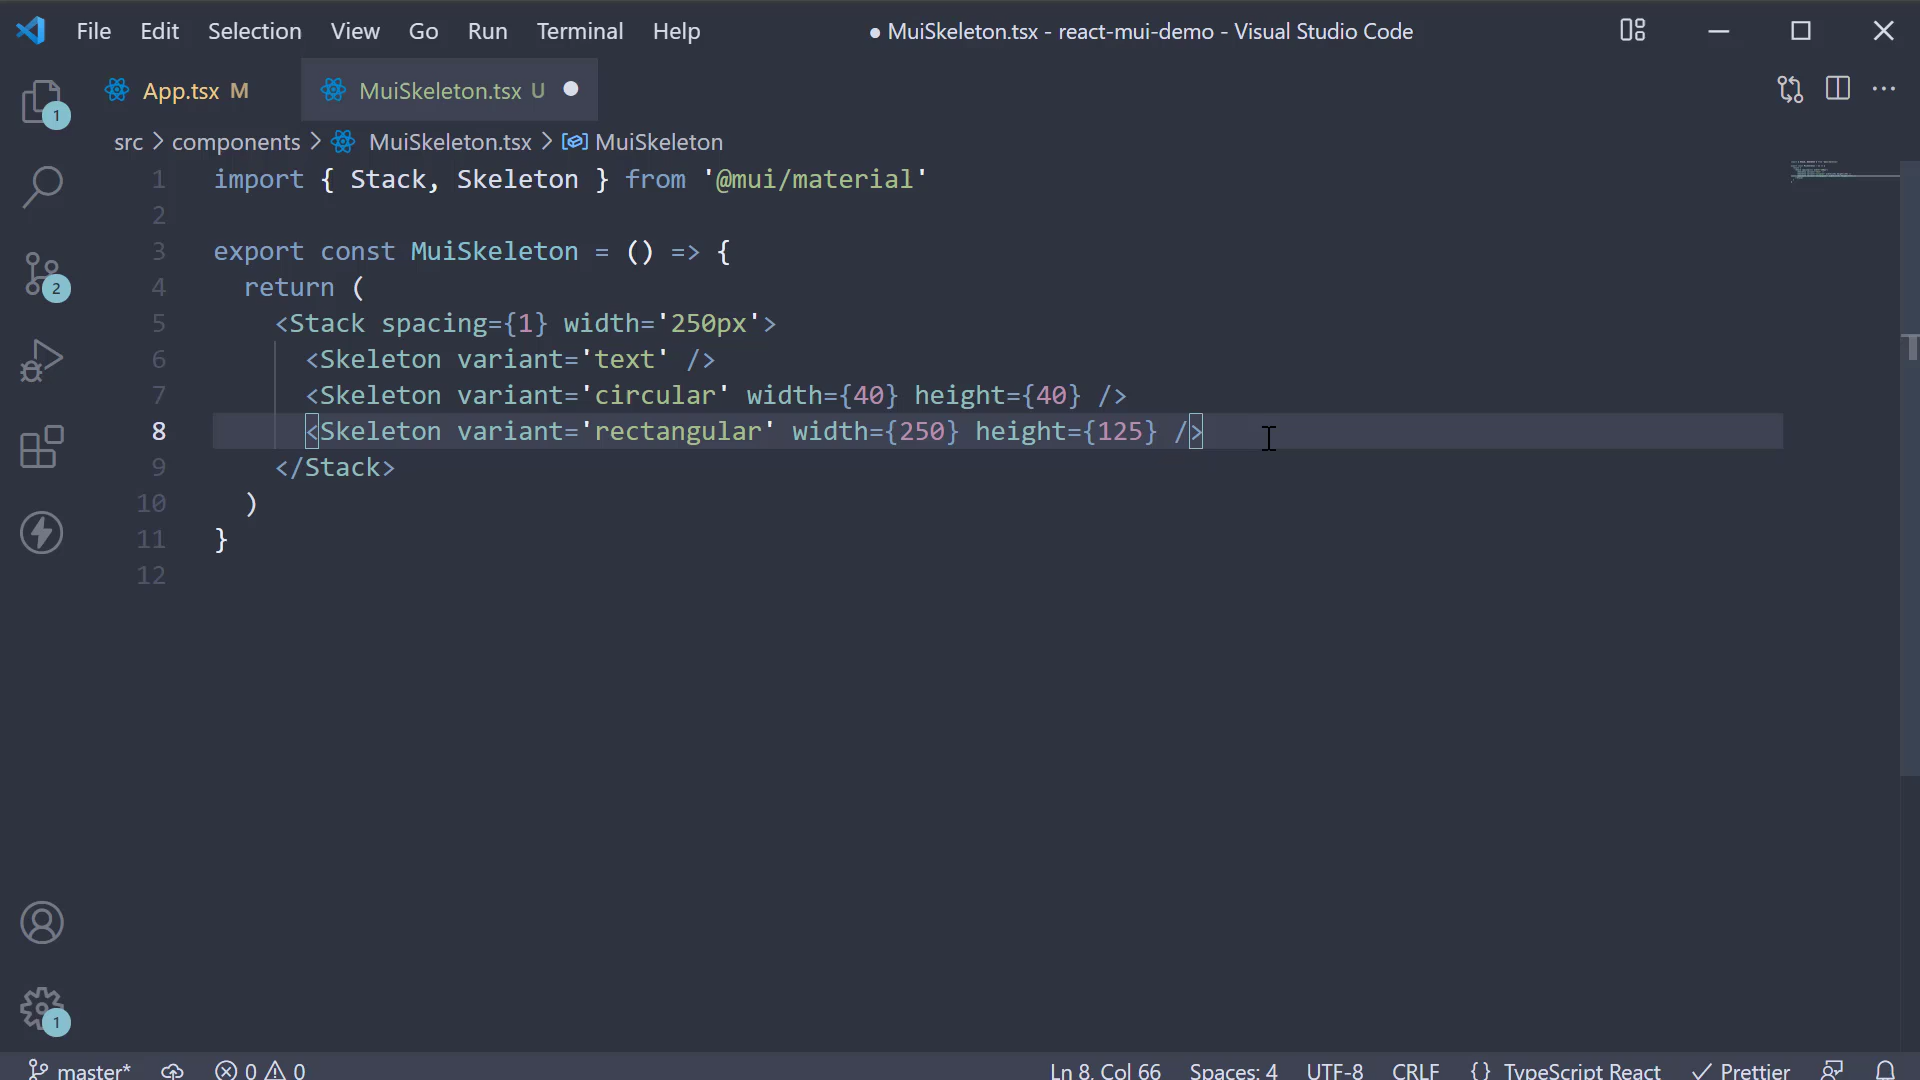 File Edit Selection View Go Run Terminal Help ● MuiSkeleton.tsx - react-mui-demo - Visual Studio Code
App.tsx M MuiSkeleton.tsx U
src > components > MuiSkeleton.tsx > MuiSkeleton
1 import { Stack, Skeleton } from '@mui/material'
2
3 export const MuiSkeleton = () => {
4 return (
5 <Stack spacing={1} width='250px'>
6 <Skeleton variant='text' />
7 <Skeleton variant='circular' width={40} height={40} />
8 <Skeleton variant='rectangular' width={250} height={125} />
9 </Stack>
10 )
11 }
12
1
2
1
master* 0 0 Ln 8, Col 66 Spaces: 4 UTF-8 CRLF {} TypeScript React Prettier